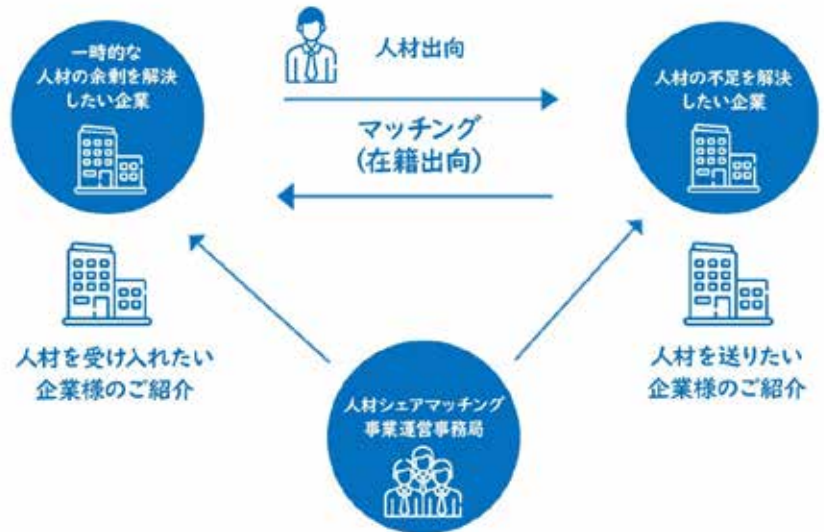 一時的な
人材の余剰を解決
したい企業
人材出向
マッチング
(在籍出向)
人材の不足を解決
したい企業
人材を受け入れたい
企業様のご紹介
人材を送りたい
企業様のご紹介
人材シェアマッチング
事業運営事務局